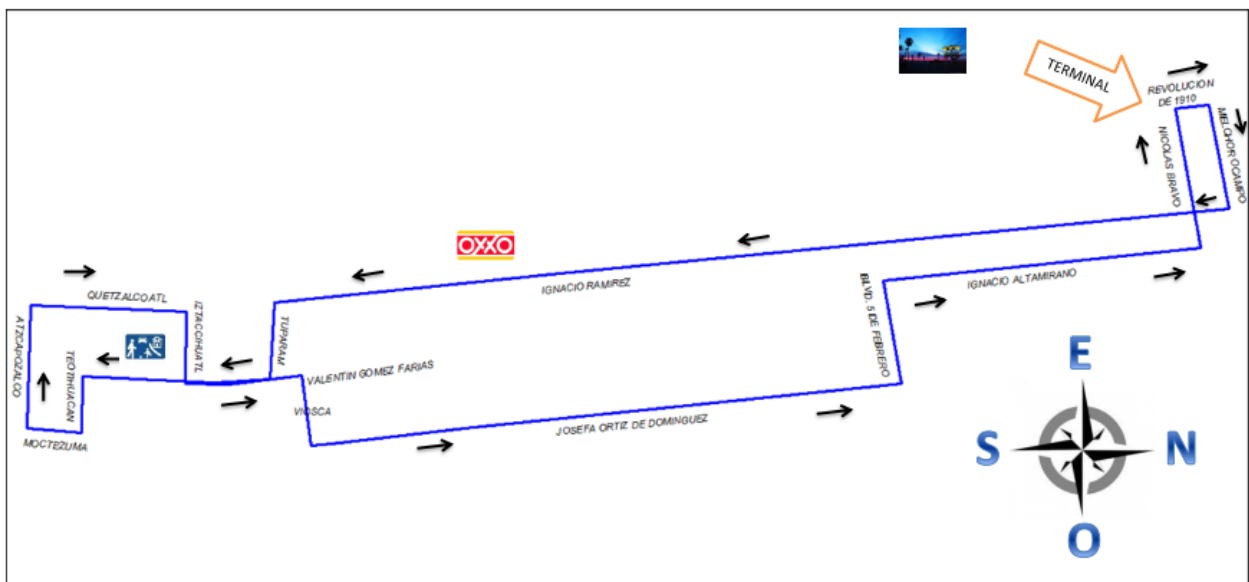 TERMINAL
REVOLUCION
DE 1910
MELCHOR OCAMPO
NICOLAS BRAVO
OXXO
IGNACIO RAMIREZ
IGNACIO ALTAMIRANO
BLVD. 5 DE FEBRERO
QUETZALCOATL
IZTACCIHUATL
TUPARAM
ATZCAPOZALCO
TEOTIHUACAN
VALENTIN GOMEZ FARIAS
VIOSCA
JOSEFA ORTIZ DE DOMINGUEZ
MOCTEZUMA
E
S
N
O